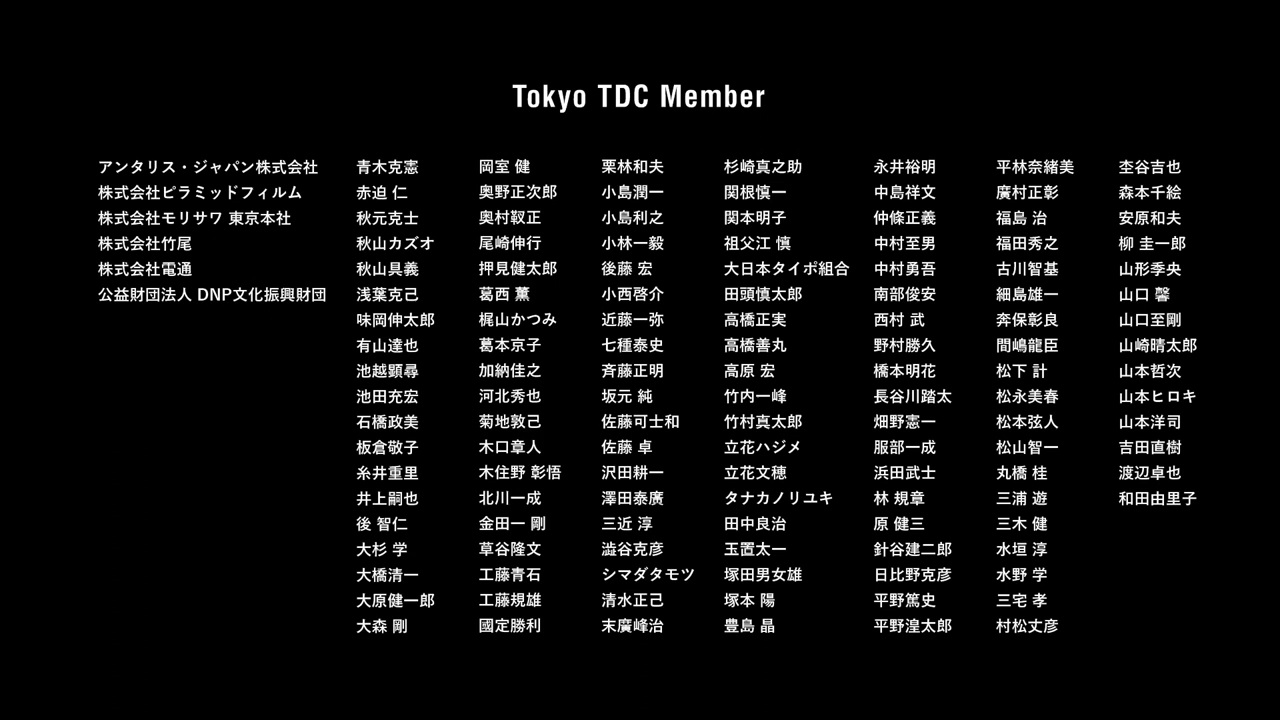 Tokyo TDC Member
アンタリス・ジャパン株式会社
株式会社ピラミッドフィルム
株式会社モリサワ 東京本社
株式会社竹尾
株式会社電通
公益財団法人 DNP文化振興財団
青木克憲
赤迫 仁
秋元克士
秋山カズオ
秋山具義
浅葉克己
味岡伸太郎
有山達也
池越顕尋
池田充宏
石橋政美
板倉敬子
糸井重里
井上嗣也
後 智仁
大杉 学
大橋清一
大原健一郎
大森 剛
岡室 健
奥野正次郎
奥村靫正
尾崎伸行
押見健太郎
葛西 薫
梶山かつみ
葛本京子
加納佳之
河北秀也
菊地敦己
木口章人
木住野 彰悟
北川一成
金田一 剛
草谷隆文
工藤青石
工藤規雄
國定勝利
栗林和夫
小島潤一
小島利之
小林一毅
後藤 宏
小西啓介
近藤一弥
七種泰史
斉藤正明
坂元 純
佐藤可士和
佐藤 卓
沢田耕一
澤田泰廣
三近 淳
澁谷克彦
シマダタモツ
清水正己
末廣峰治
杉崎真之助
関根慎一
関本明子
祖父江 慎
大日本タイポ組合
田頭慎太郎
高橋正実
高橋善丸
高原 宏
竹内一峰
竹村真太郎
立花ハジメ
立花文穂
タナカノリユキ
田中良治
玉置太一
塚田男女雄
塚本 陽
豊島 晶
永井裕明
中島祥文
仲條正義
中村至男
中村勇吾
南部俊安
西村 武
野村勝久
橋本明花
長谷川踏太
畑野憲一
服部一成
浜田武士
林 規章
原 健三
針谷建二郎
日比野克彦
平野篤史
平野湟太郎
平林奈緒美
廣村正彰
福島 治
福田秀之
古川智基
細島雄一
奔保彰良
間嶋龍臣
松下 計
松永美春
松本弦人
松山智一
丸橋 桂
三浦 遊
三木 健
水垣 淳
水野 学
三宅 孝
村松丈彦
杢谷吉也
森本千絵
安原和夫
柳 圭一郎
山形季央
山口 馨
山口至剛
山崎晴太郎
山本哲次
山本ヒロキ
山本洋司
吉田直樹
渡辺卓也
和田由里子